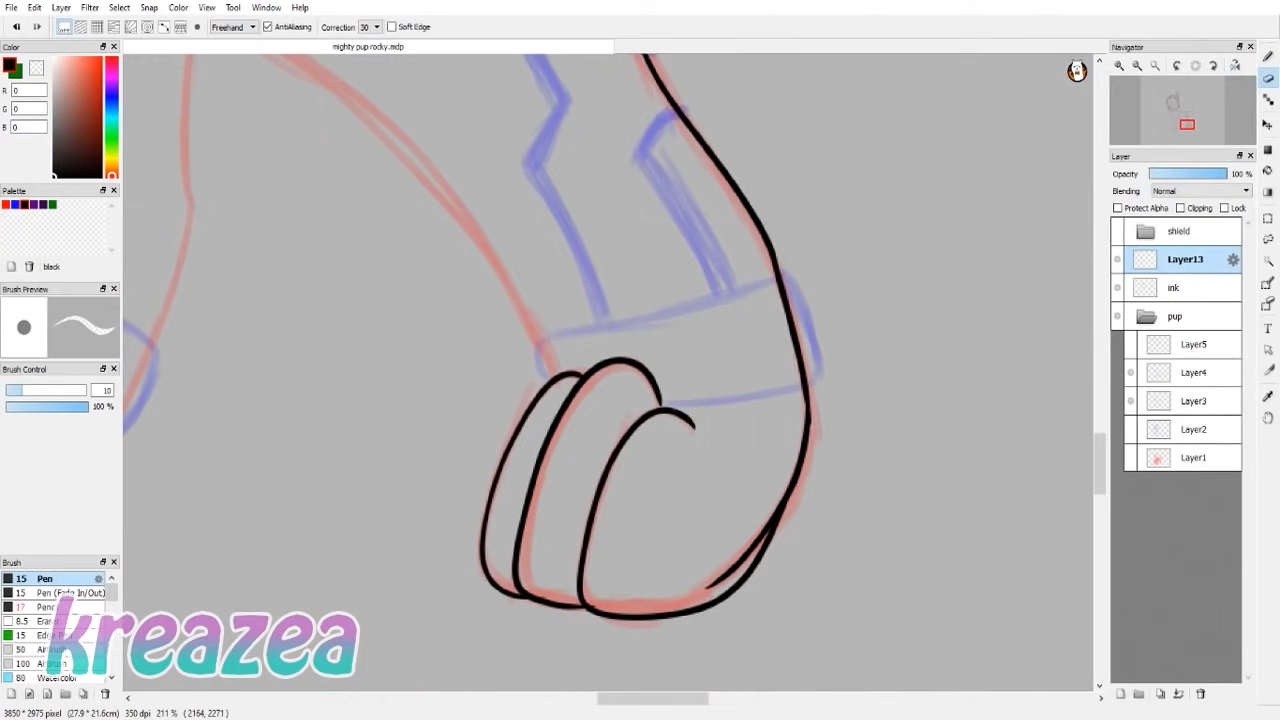 File Edit Layer Filter Select Snap Color View Tool Window Help
Freehand AntiAliasing Correction 30 Soft Edge
mighty pup rocky.mdp
Color
R 0
G 0
B 0
Palette
black
Brush Preview
Brush Control
10
100 %
Brush
15 Pen
15 Pen (Fade In/Out)
17
8.5
15
50
100
80 Watercolor
kreazea
3850 * 2975 pixel (27.9 * 21.6cm) 350 dpi 211 % ( 2164, 2271 )
Navigator
Layer
Opacity 100 %
Blending Normal
Protect Alpha Clipping Lock
shield
Layer13
ink
pup
Layer5
Layer4
Layer3
Layer2
Layer1